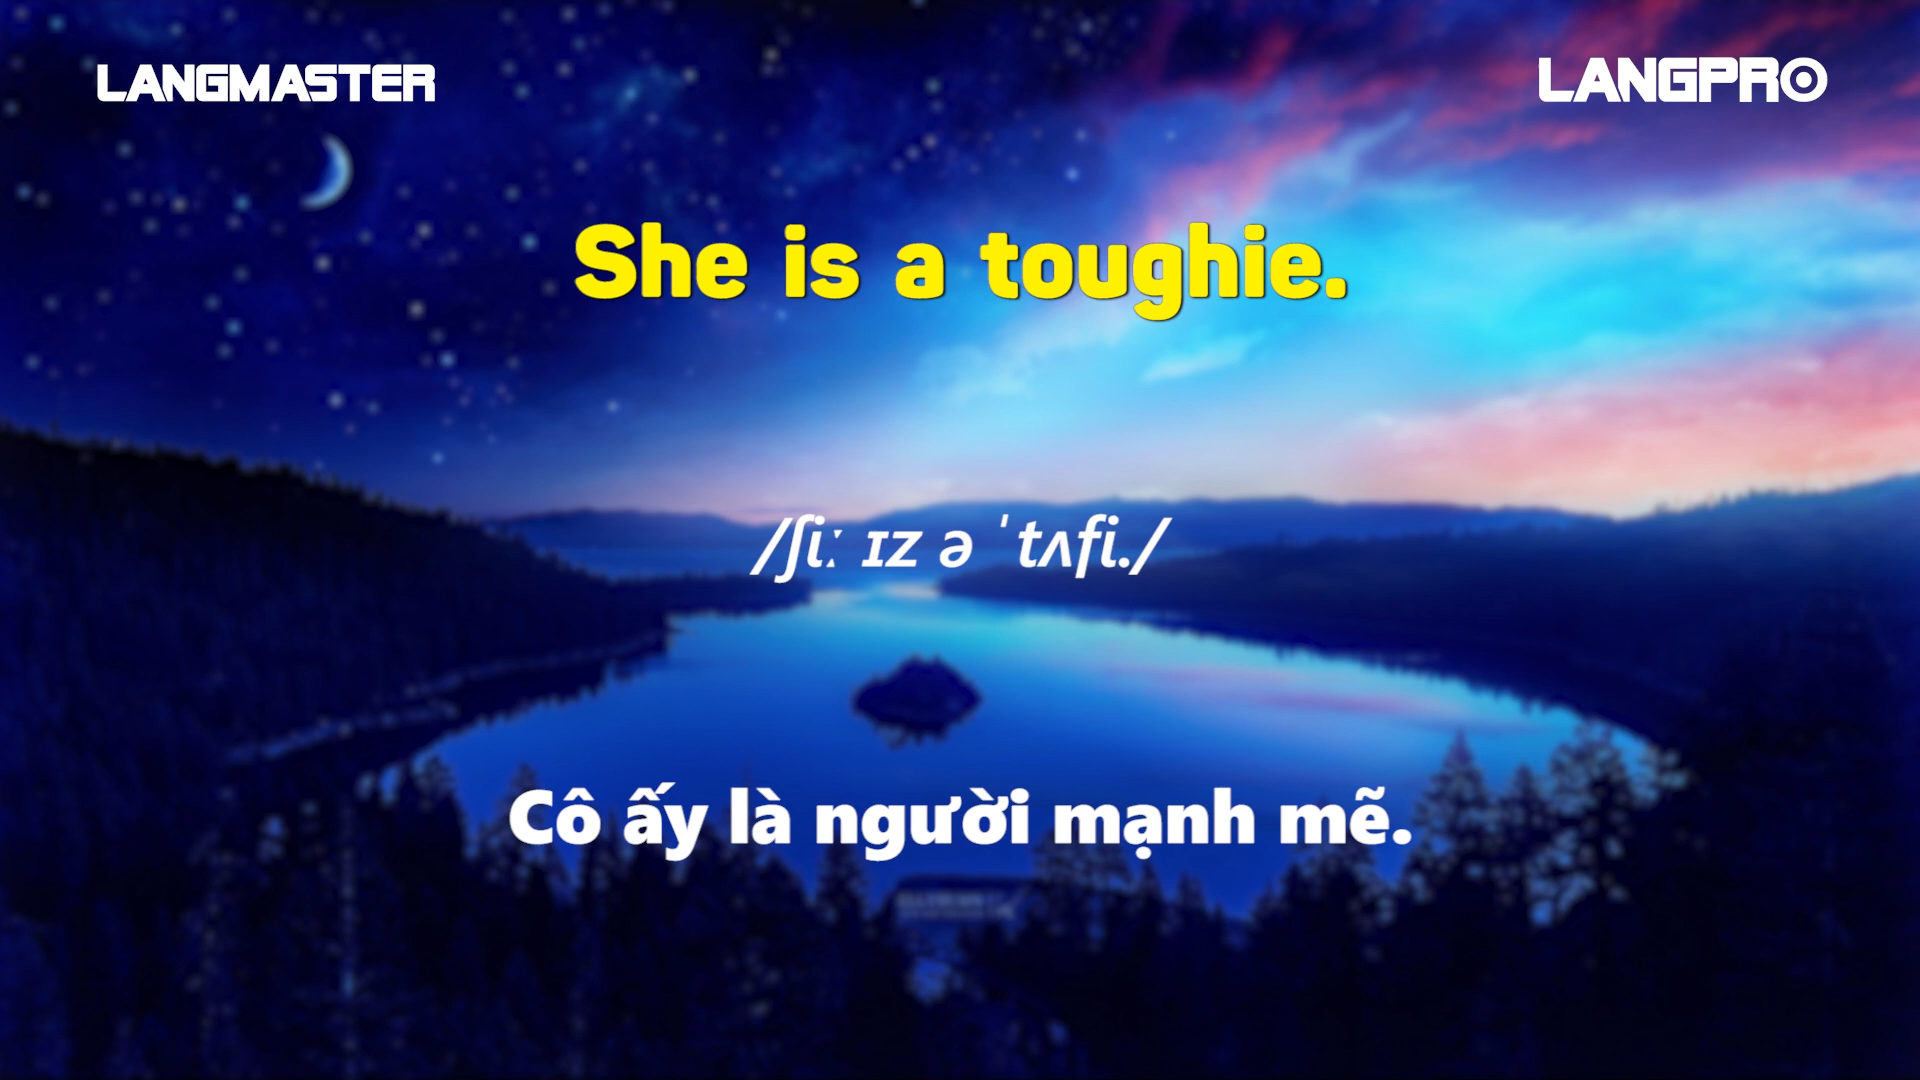 LANGMASTER
LANGPRO
She is a toughie.
/ʃiː ɪz ə ˈtʌfi./
Cô ấy là người mạnh mẽ.